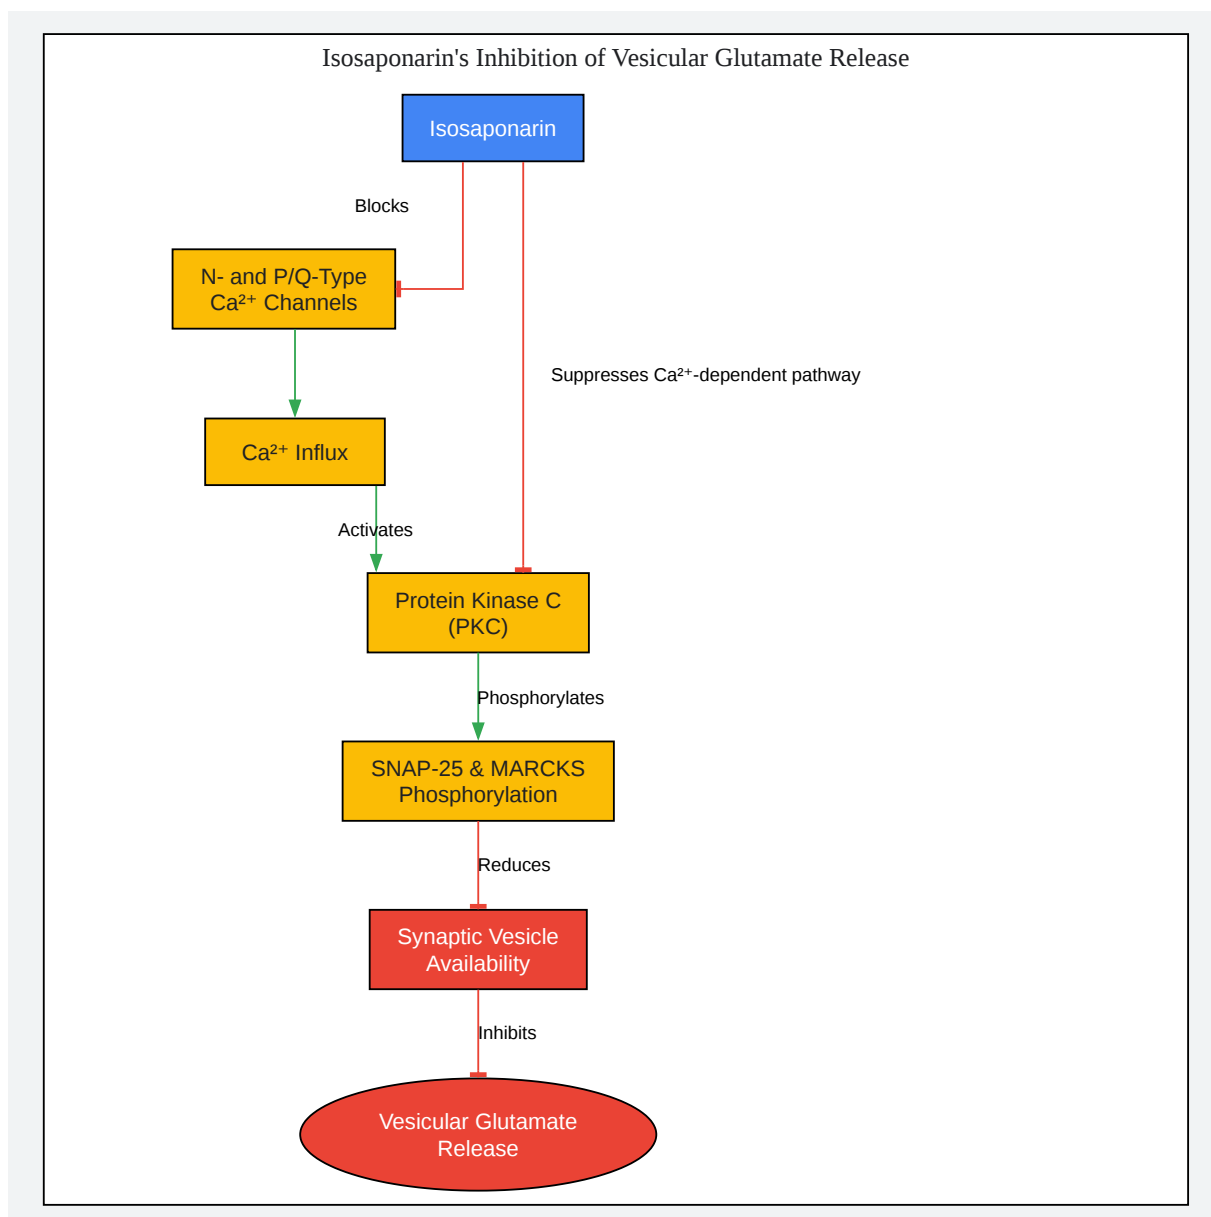 Isosaponarin's Inhibition of Vesicular Glutamate Release
Isosaponarin
Blocks
N- and P/Q-Type
Ca²⁺ Channels
Suppresses Ca²⁺-dependent pathway
Ca²⁺ Influx
Activates
Protein Kinase C
(PKC)
Phosphorylates
SNAP-25 & MARCKS
Phosphorylation
Reduces
Synaptic Vesicle
Availability
Inhibits
Vesicular Glutamate
Release